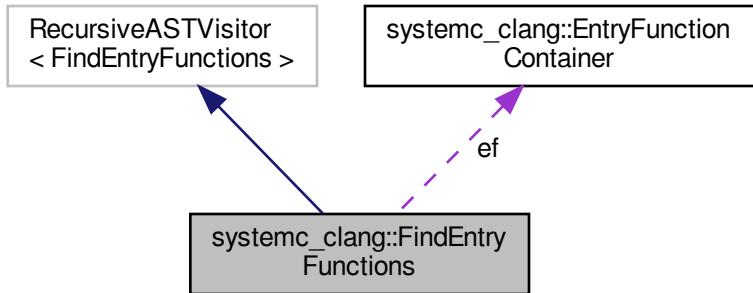 RecursiveASTVisitor
< FindEntryFunctions >
systemc_clang::EntryFunction
Container
ef
systemc_clang::FindEntry
Functions